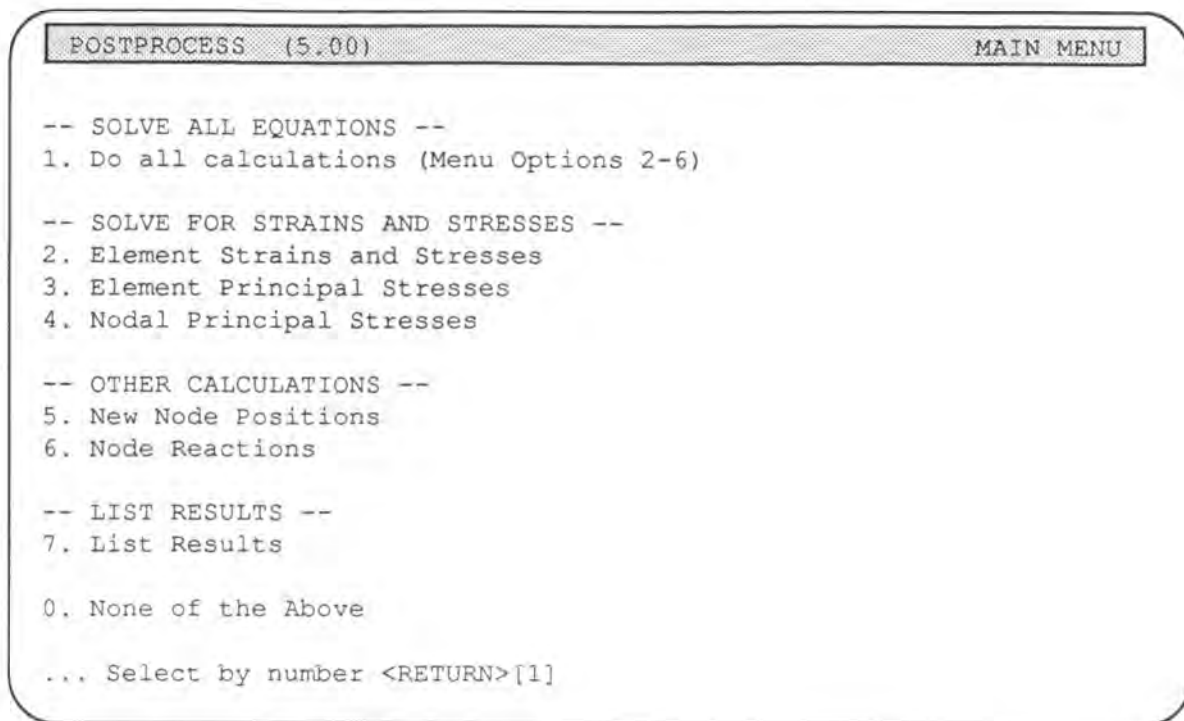 POSTPROCESS (5.00) MAIN MENU
-- SOLVE ALL EQUATIONS --
1. Do all calculations (Menu Options 2-6)
-- SOLVE FOR STRAINS AND STRESSES --
2. Element Strains and Stresses
3. Element Principal Stresses
4. Nodal Principal Stresses
-- OTHER CALCULATIONS --
5. New Node Positions
6. Node Reactions
-- LIST RESULTS --
7. List Results
0. None of the Above
... Select by number <RETURN>[1]